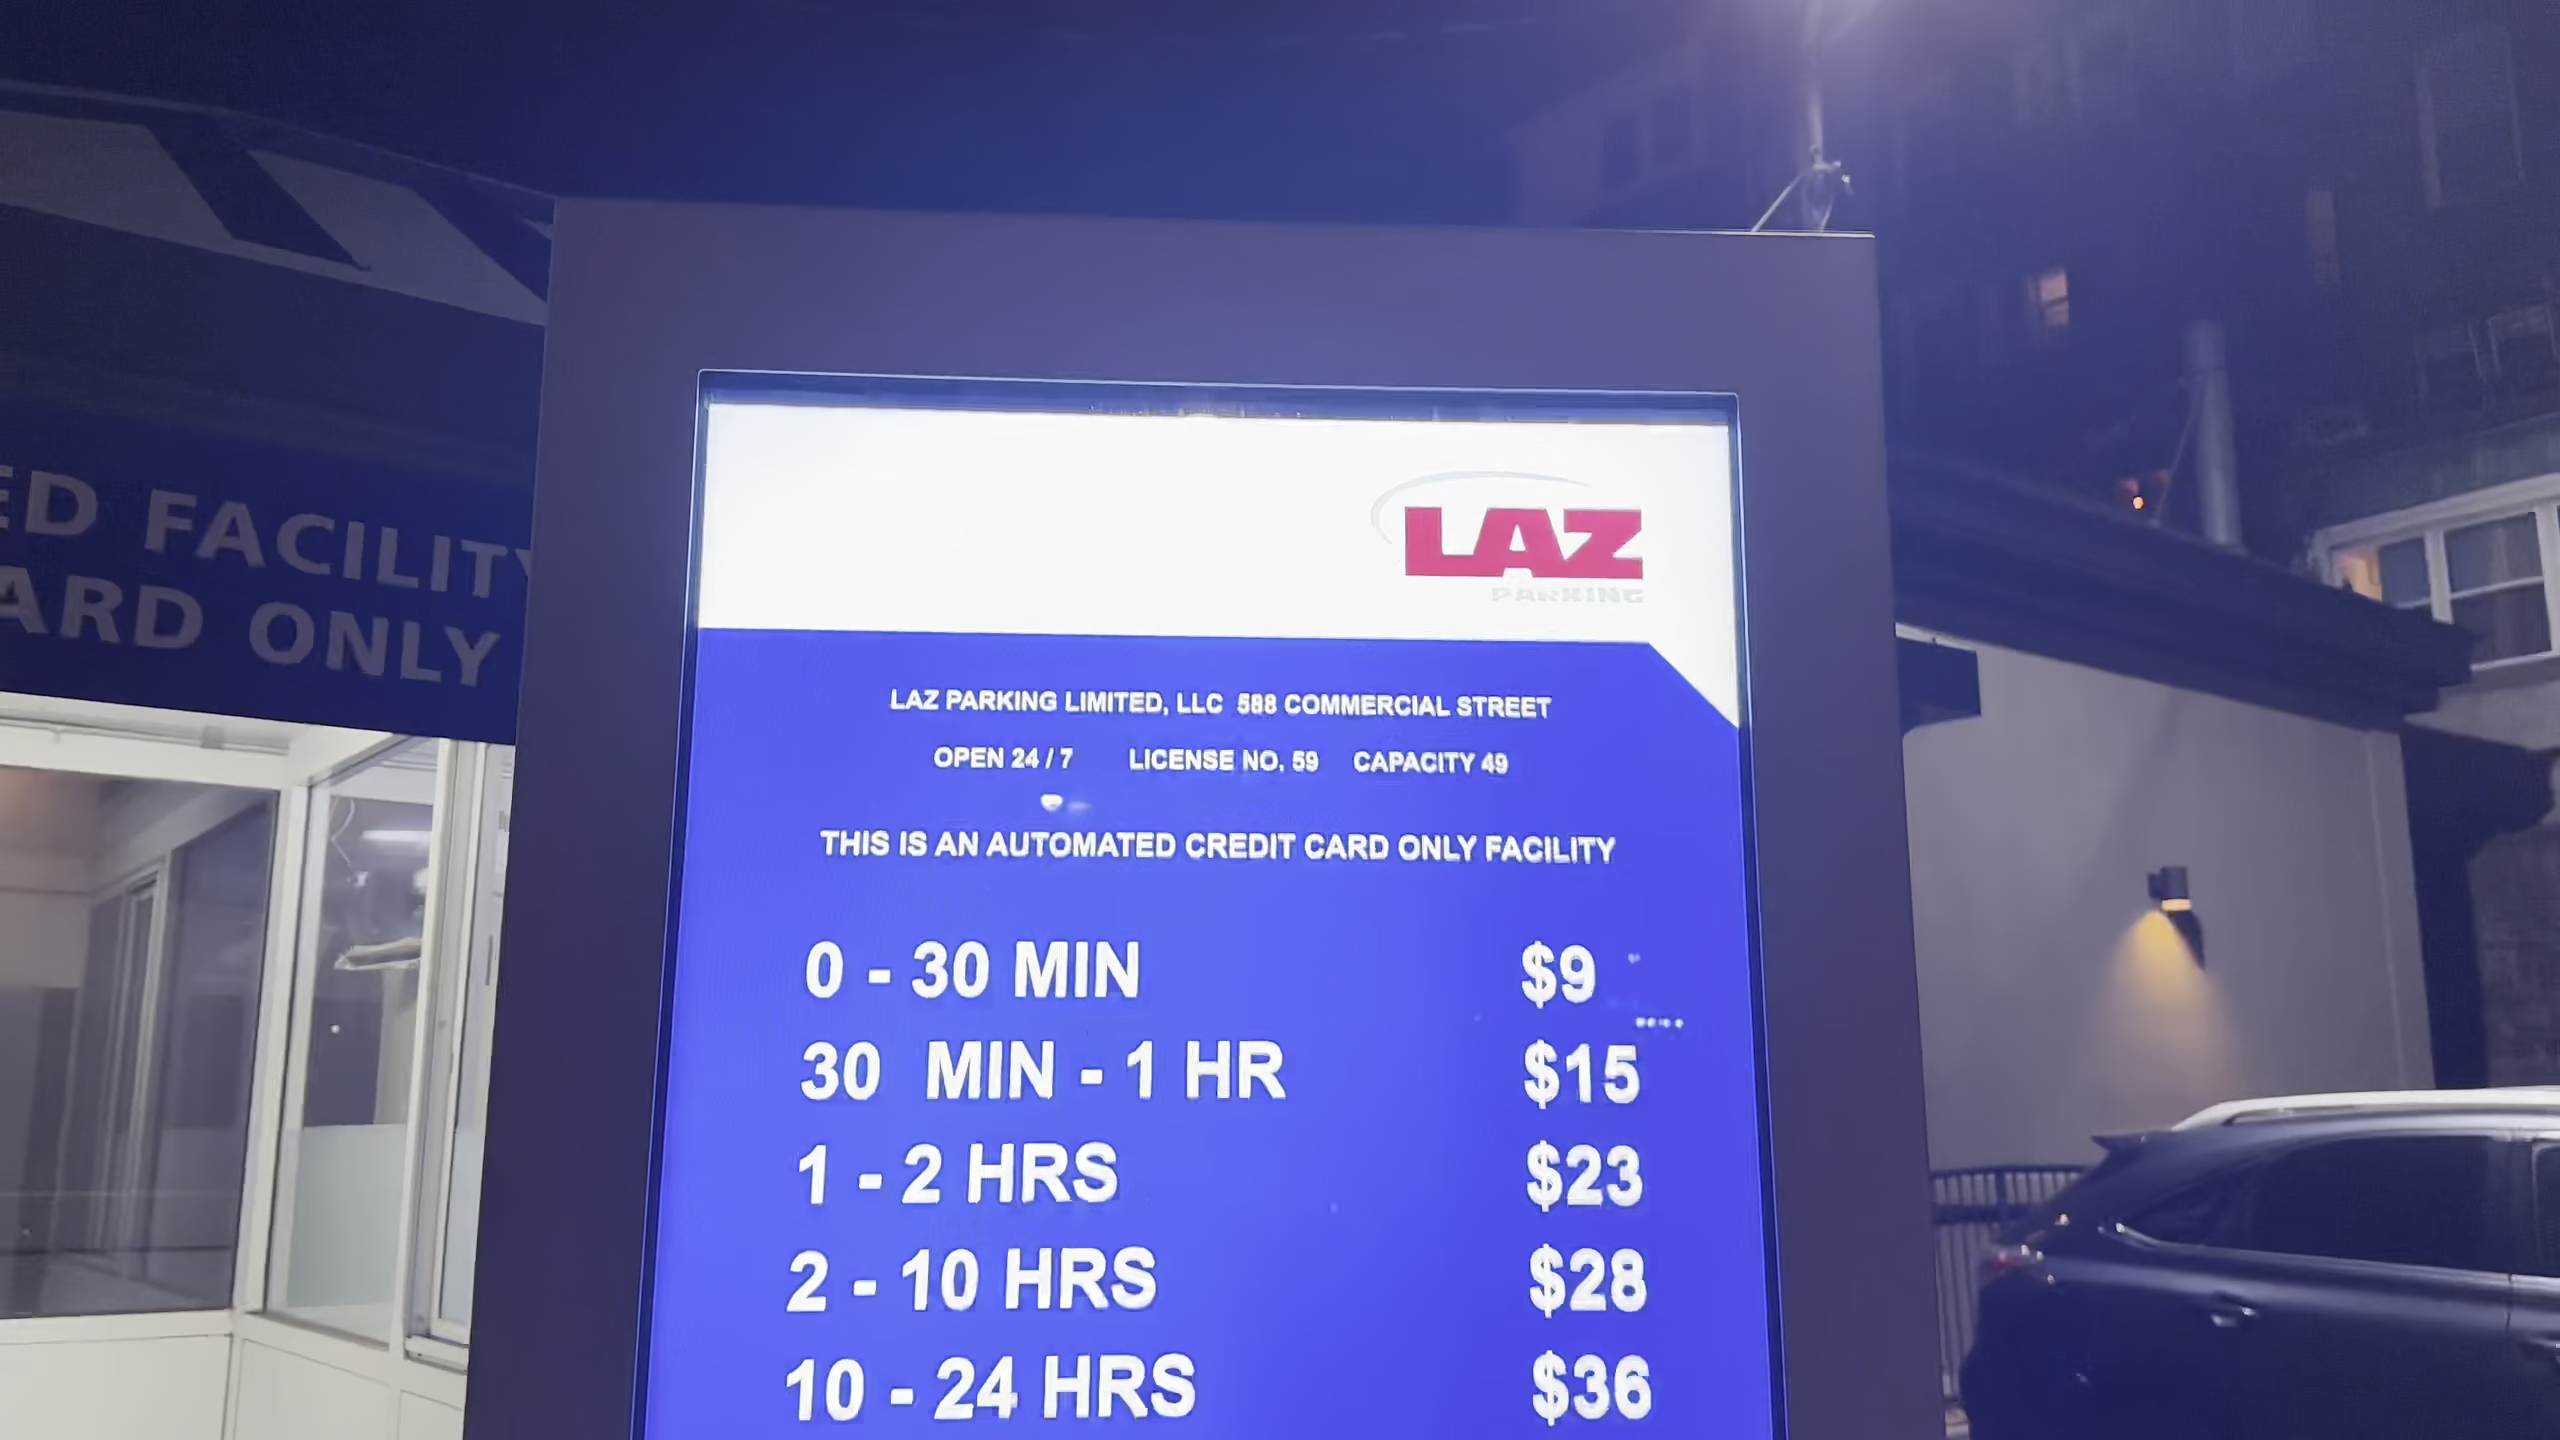 ED FACILITY
ARD ONLY
LAZ
PARKING
LAZ PARKING LIMITED, LLC 588 COMMERCIAL STREET
OPEN 24 / 7 LICENSE NO. 59 CAPACITY 49
THIS IS AN AUTOMATED CREDIT CARD ONLY FACILITY
0 - 30 MIN $9
30 MIN - 1 HR $15
1 - 2 HRS $23
2 - 10 HRS $28
10 - 24 HRS $36